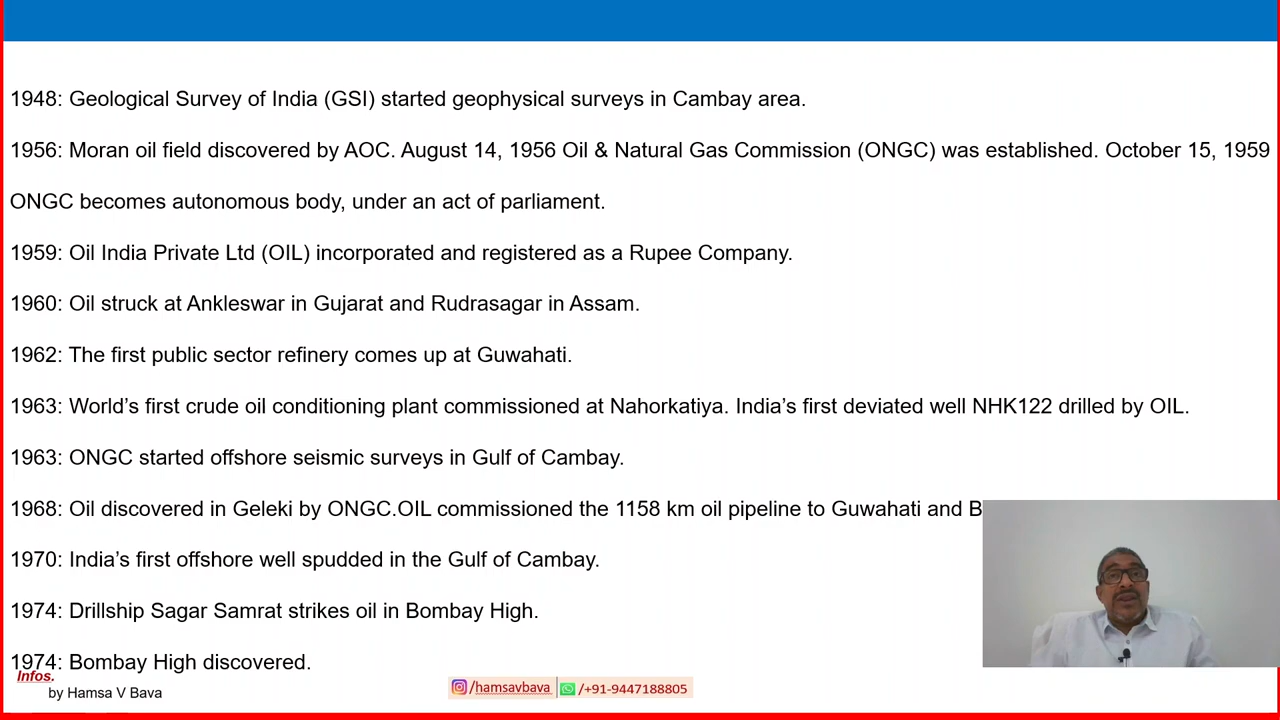 1948: Geological Survey of India (GSI) started geophysical surveys in Cambay area.
1956: Moran oil field discovered by AOC. August 14, 1956 Oil & Natural Gas Commission (ONGC) was established. October 15, 1959
ONGC becomes autonomous body, under an act of parliament.
1959: Oil India Private Ltd (OIL) incorporated and registered as a Rupee Company.
1960: Oil struck at Ankleswar in Gujarat and Rudrasagar in Assam.
1962: The first public sector refinery comes up at Guwahati.
1963: World’s first crude oil conditioning plant commissioned at Nahorkatiya. India’s first deviated well NHK122 drilled by OIL.
1963: ONGC started offshore seismic surveys in Gulf of Cambay.
1968: Oil discovered in Geleki by ONGC.OIL commissioned the 1158 km oil pipeline to Guwahati and
1970: India’s first offshore well spudded in the Gulf of Cambay.
1974: Drillship Sagar Samrat strikes oil in Bombay High.
1974: Bombay High discovered.
Infos.
by Hamsa V Bava
/hamsavbava /+91-9447188805